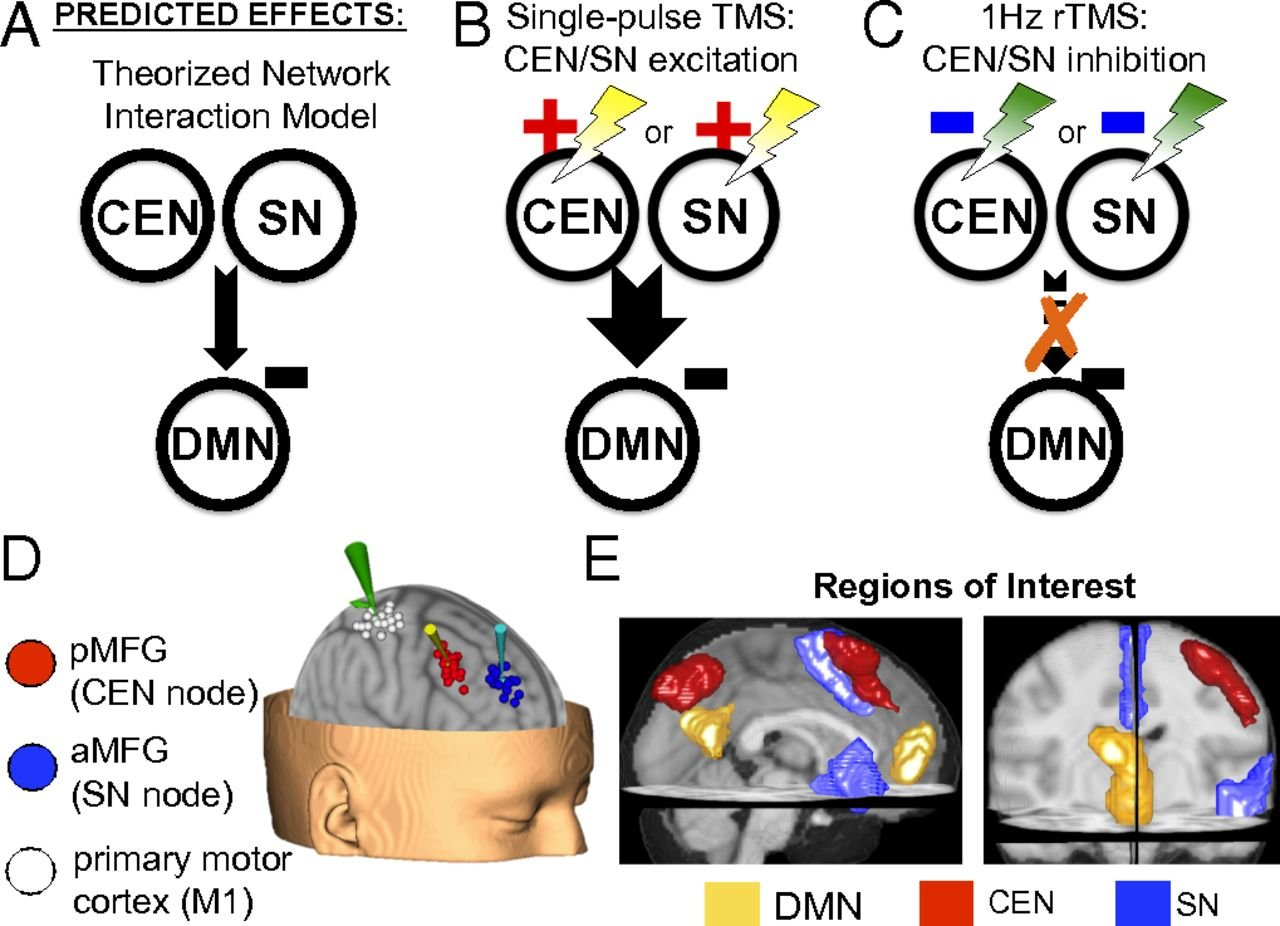 A PREDICTED EFFECTS:
Theorized Network
Interaction Model
CEN SN
DMN
B Single-pulse TMS:
CEN/SN excitation
or
CEN SN
DMN
C 1Hz rTMS:
CEN/SN inhibition
or
CEN SN
DMN
D
pMFG
(CEN node)
aMFG
(SN node)
primary motor
cortex (M1)
E
Regions of Interest
DMN CEN SN